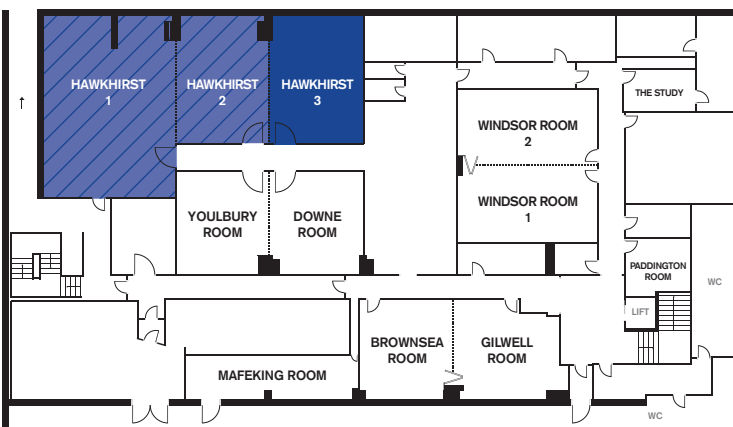 HAWKHIRST
1
HAWKHIRST
2
HAWKHIRST
3
THE STUDY
WINDSOR ROOM
2
WINDSOR ROOM
1
YOULBURY
ROOM
DOWNE
ROOM
PADDINGTON
ROOM
WC
LIFT
BROWNSEA
ROOM
GILWELL
ROOM
MAFEKING ROOM
WC